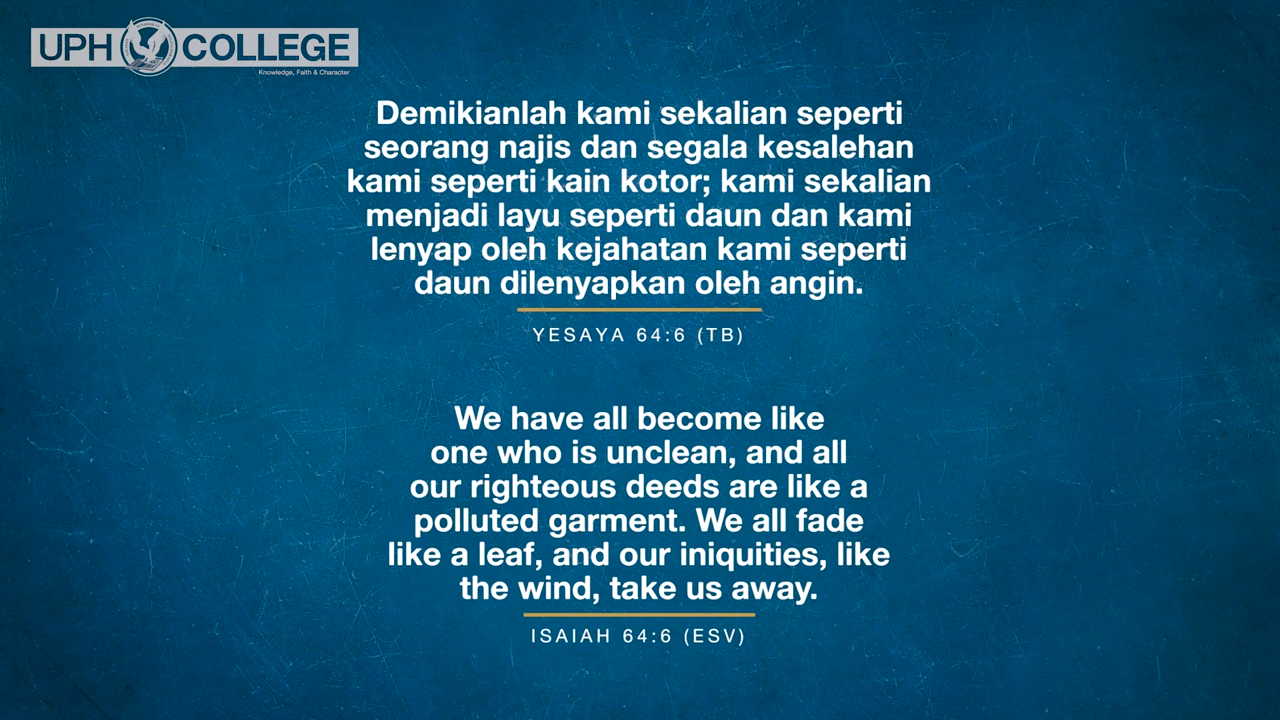 UPH COLLEGE
Knowledge, Faith & Character
Demikianlah kami sekalian seperti
seorang najis dan segala kesalehan
kami seperti kain kotor; kami sekalian
menjadi layu seperti daun dan kami
lenyap oleh kejahatan kami seperti
daun dilenyapkan oleh angin.
YESAYA 64:6 (TB)
We have all become like
one who is unclean, and all
our righteous deeds are like a
polluted garment. We all fade
like a leaf, and our iniquities, like
the wind, take us away.
ISAIAH 64:6 (ESV)